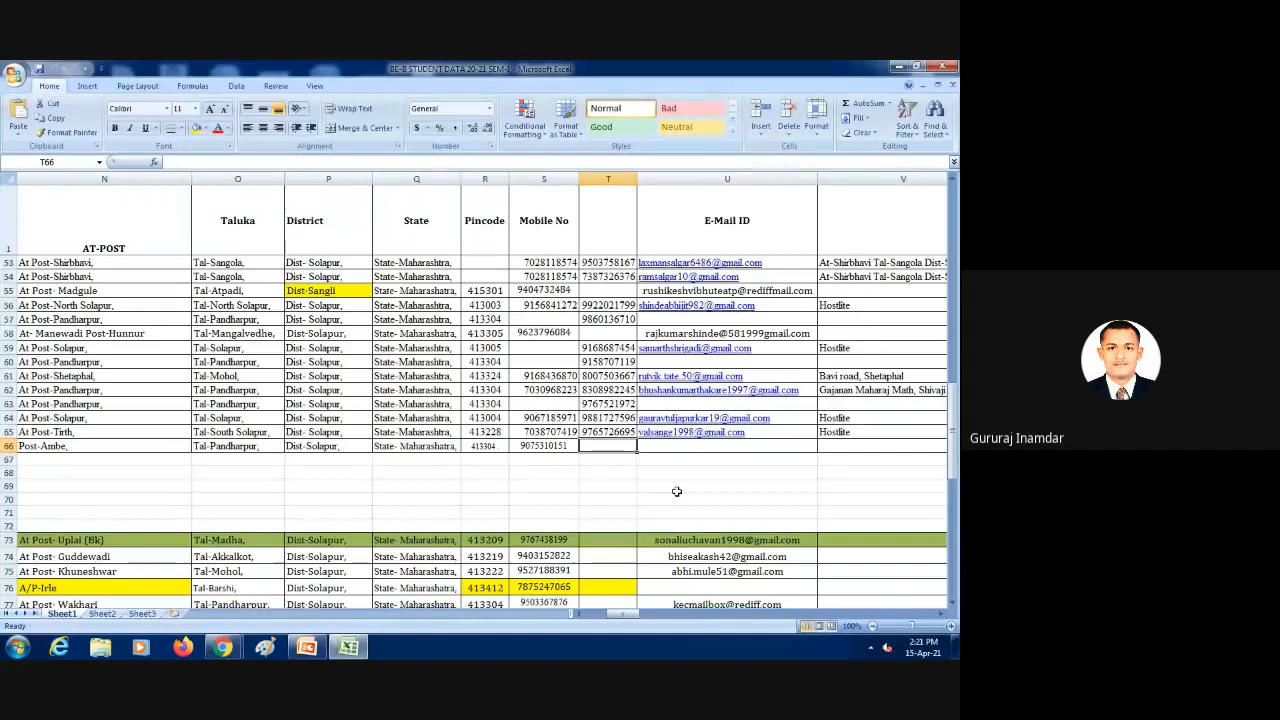 BE-B STUDENT DATA 20-21 SEM-1 - Microsoft Excel
Home Insert Page Layout Formulas Data Review View
Cut
Copy
Format Painter
Paste
Clipboard
Calibri 11
B I U
Font
Wrap Text
Merge & Center
Alignment
General
$ % ,
Number
Conditional Formatting
Format as Table
Normal Bad
Good Neutral
Styles
Insert Delete Format
Cells
AutoSum
Fill
Clear
Sort & Filter
Find & Select
Editing
T66 fx
N O P Q R S T U V
1 AT-POST Taluka District State Pincode Mobile No E-Mail ID
53 At Post-Shirbhavi, Tal-Sangola, Dist- Solapur, State-Maharashtra, 7028118574 9503758167 laxmansalgar6486@gmail.com At-Shirbhavi Tal-Sangola Dist-S
54 At Post-Shirbhavi, Tal-Sangola, Dist- Solapur, State-Maharashtra, 7028118574 7387326376 ramsalgar10@gmail.com At-Shirbhavi Tal-Sangola Dist-S
55 At Post- Madgule Tal-Atpadi, Dist-Sangli State- Maharashatra, 415301 9404732484 rushikeshvibhuteatp@rediffmail.com
56 At Post-North Solapur, Tal-North Solapur, Dist- Solapur, State-Maharashtra, 413003 9156841272 9922021799 shindeabhijit982@gmail.com Hostlite
57 At Post-Pandharpur, Tal-Pandharpur, Dist- Solapur, State-Maharashtra, 413304 9860136710
58 At- Manewadi Post-Hunnur Tal-Mangalvedhe, Dist-Solapur, State- Maharashatra, 413305 9623796084 rajkumarshinde@581999gmail.com
59 At Post-Solapur, Tal-Solapur, Dist- Solapur, State-Maharashtra, 413005 9168687454 samarthshrigadi@gmail.com Hostlite
60 At Post-Pandharpur, Tal-Pandharpur, Dist- Solapur, State-Maharashtra, 413304 9158707119
61 At Post-Shetaphal, Tal-Mohol, Dist- Solapur, State-Maharashtra, 413324 9168436870 8007503667 rutvik.tate.50@gmail.com Bavi road, Shetaphal
62 At Post-Pandharpur, Tal-Pandharpur, Dist- Solapur, State-Maharashtra, 413304 7030968223 8308982245 bhushankumarthakare1997@gmail.com Gajanan Maharaj Math, Shivaji
63 At Post-Pandharpur, Tal-Pandharpur, Dist- Solapur, State-Maharashtra, 413304 9767521972
64 At Post-Solapur, Tal-Solapur, Dist- Solapur, State-Maharashtra, 413004 9067185971 9881727596 gauravtuljapurkar19@gmail.com Hostlite
65 At Post-Tirth, Tal-South Solapur, Dist- Solapur, State-Maharashtra, 413228 7038707419 9765726695 valsange1998@gmail.com Hostlite
66 Post-Ambe, Tal-Pandharpur, Dist-Solapur, State- Maharashatra, 413304 . 9075310151
67
68
69
70
71
72
73 At Post- Uplai (Bk) Tal-Madha, Dist-Solapur, State- Maharashatra, 413209 9767438199 sonaliuchavan1998@gmail.com
74 At Post- Guddewadi Tal-Akkalkot, Dist-Solapur, State- Maharashatra, 413219 9403152822 bhiseakash42@gmail.com
75 At Post- Khuneshwar Tal-Mohol, Dist-Solapur, State- Maharashatra, 413222 9527188391 abhi.mule51@gmail.com
76 A/P-Irle Tal-Barshi, Dist-Solapur, State- Maharashatra, 413412 7875247065
77 At Post- Wakhari Tal-Pandharpur, Dist-Solapur, State- Maharashatra, 413304 9503367876 kecmailbox@rediff.com
Sheet1 Sheet2 Sheet3
Ready 100%
2:21 PM
15-Apr-21
Gururaj Inamdar